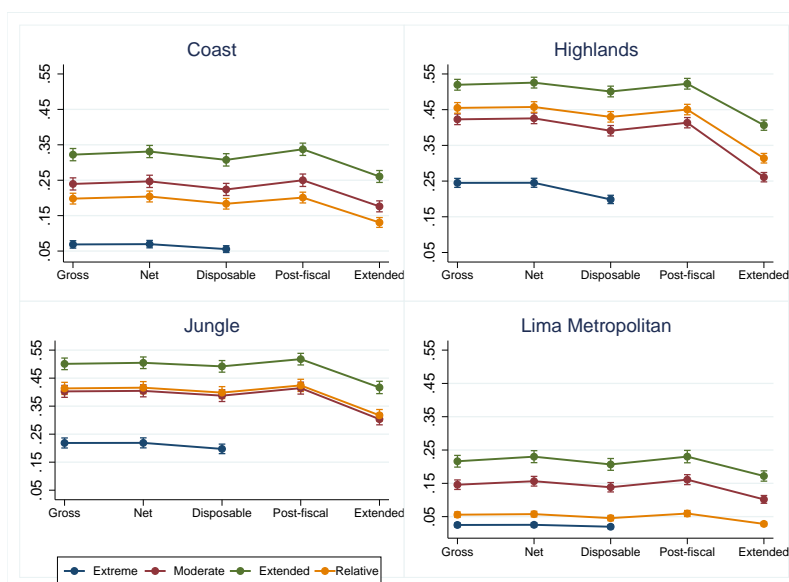 Coast
.55
.45
.35
.25
.15
.05
Gross Net Disposable Post-fiscal Extended
Highlands
.55
.45
.35
.25
.15
.05
Gross Net Disposable Post-fiscal Extended
Jungle
.55
.45
.35
.25
.15
.05
Gross Net Disposable Post-fiscal Extended
Lima Metropolitan
.55
.45
.35
.25
.15
.05
Gross Net Disposable Post-fiscal Extended
Extreme Moderate Extended Relative